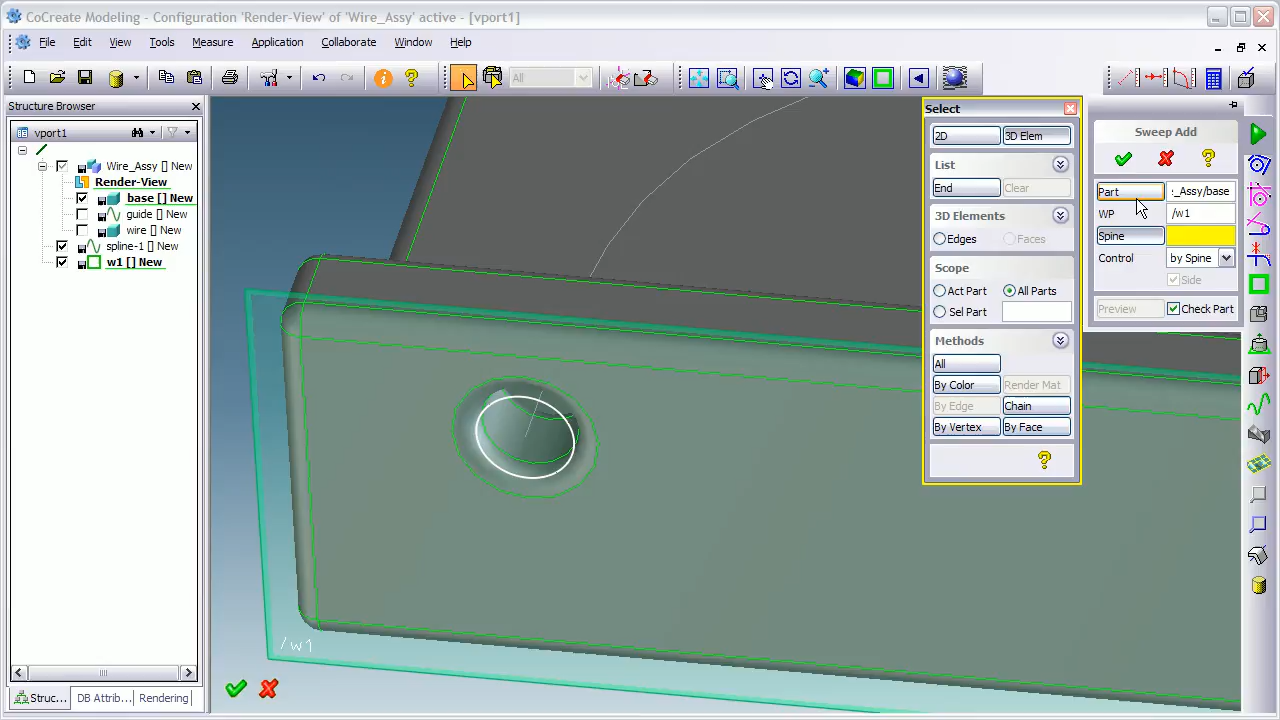 CoCreate Modeling - Configuration 'Render-View' of 'Wire_Assy' active - [vport1]
File Edit View Tools Measure Application Collaborate Window Help
All
Structure Browser
vport1
Wire_Assy [] New
Render-View
base [] New
guide [] New
wire [] New
spline-1 [] New
w1 [] New
Struc...
DB Attrib...
Rendering
/w1
Select
2D
3D Elem
List
End
Clear
3D Elements
Edges
Faces
Scope
Act Part
All Parts
Sel Part
Methods
All
By Color
Render Mat
By Edge
Chain
By Vertex
By Face
Sweep Add
Part
:_Assy/base
WP
/w1
Spine
Control
by Spine
Side
Preview
Check Part